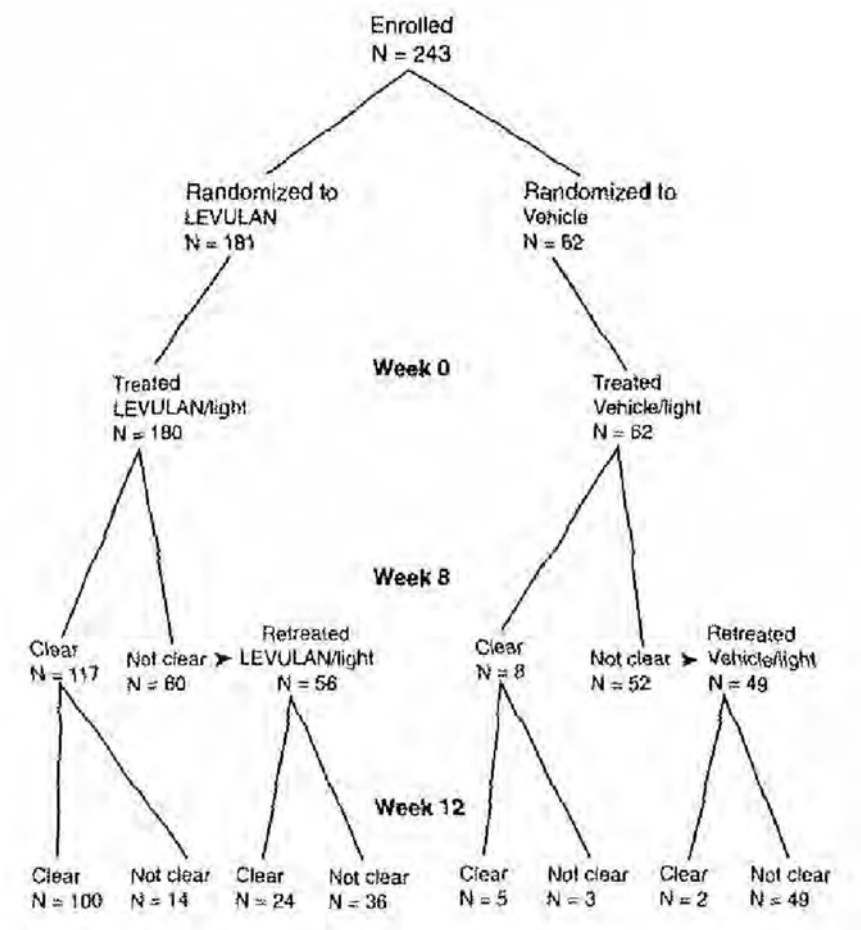 Enrolled
N = 243
Randomized to
LEVULAN
N = 181
Randomized to
Vehicle
N = 62
Week 0
Treated
LEVULAN/light
N = 180
Treated
Vehicle/light
N = 62
Week 8
Clear
N = 117
Not clear ➤
N = 60
Retreated
LEVULAN/light
N = 56
Clear
N = 8
Not clear ➤
N = 52
Retreated
Vehicle/light
N = 49
Week 12
Clear
N = 100
Not clear
N = 14
Clear
N = 24
Not clear
N = 36
Clear
N = 5
Not clear
N = 3
Clear
N = 2
Not clear
N = 49